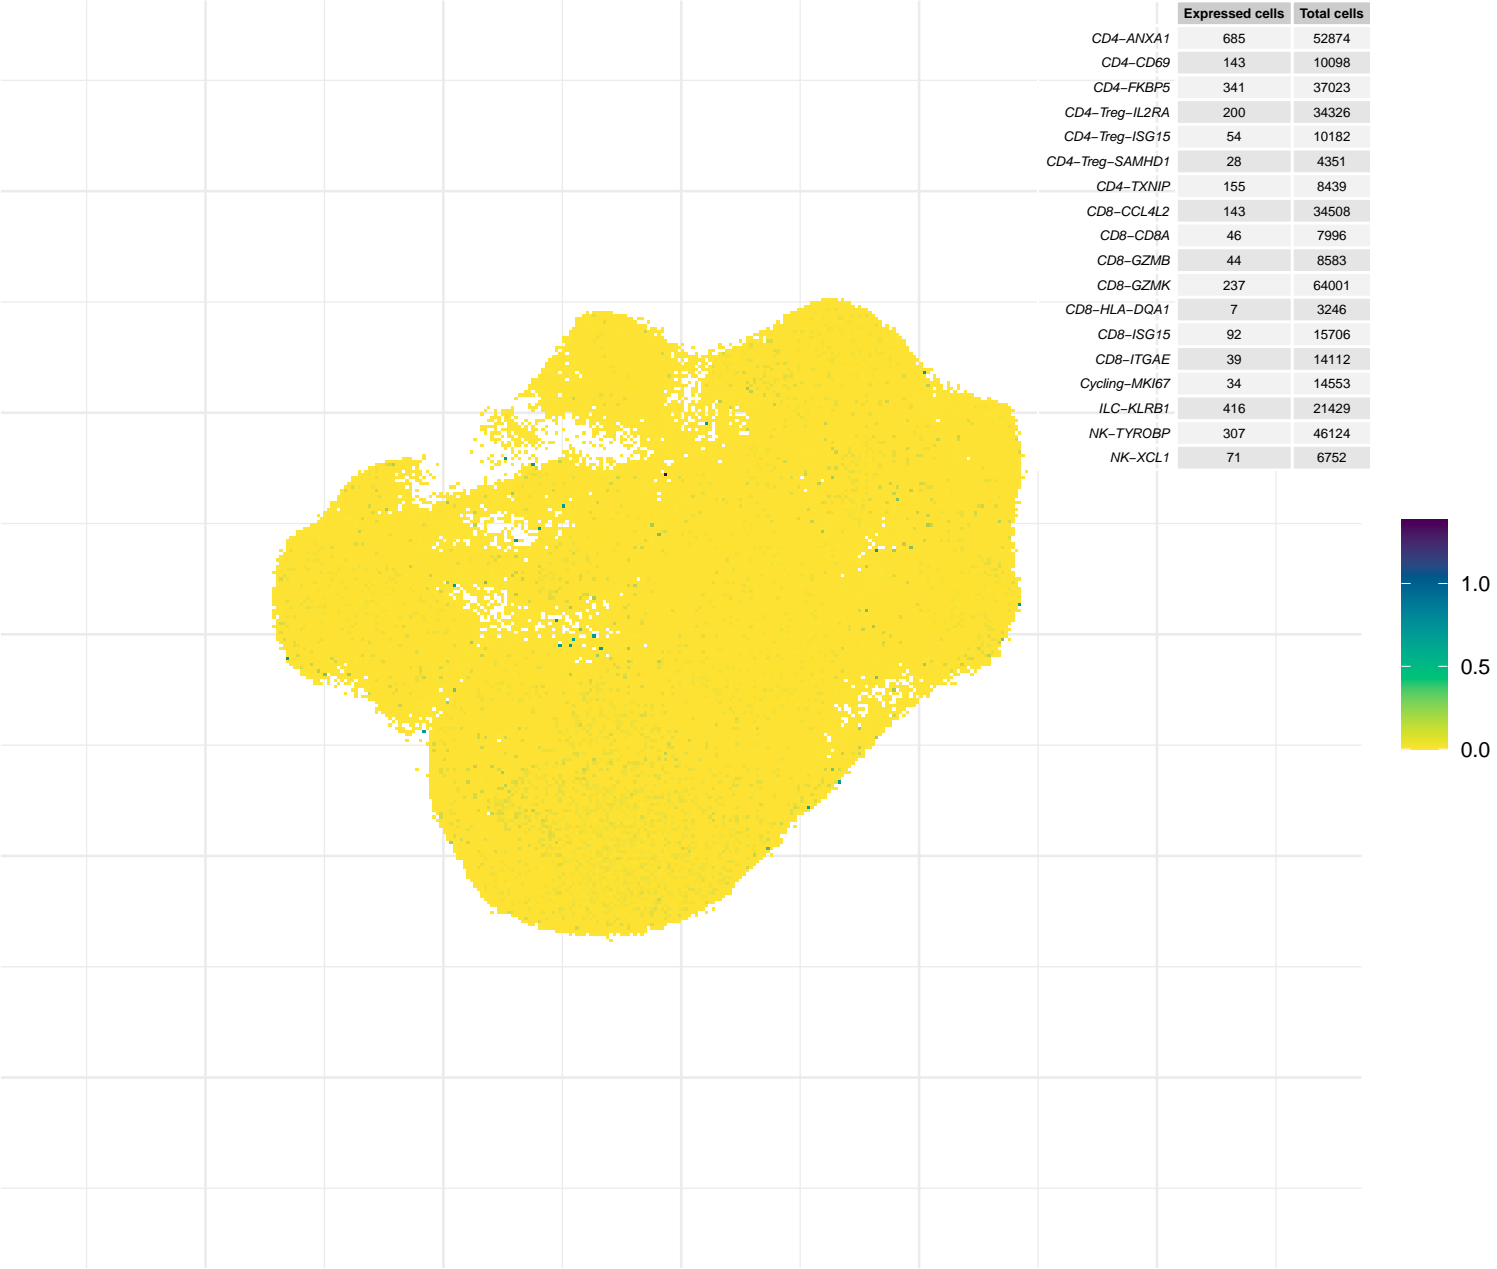 Expressed cells Total cells
CD4−ANXA1 685 52874
CD4−CD69 143 10098
CD4−FKBP5 341 37023
CD4−Treg−IL2RA 200 34326
CD4−Treg−ISG15 54 10182
CD4−Treg−SAMHD1 28 4351
CD4−TXNIP 155 8439
CD8−CCL4L2 143 34508
CD8−CD8A 46 7996
CD8−GZMB 44 8583
CD8−GZMK 237 64001
CD8−HLA−DQA1 7 3246
CD8−ISG15 92 15706
CD8−ITGAE 39 14112
Cycling−MKI67 34 14553
ILC−KLRB1 416 21429
NK−TYROBP 307 46124
NK−XCL1 71 6752
1.0
0.5
0.0